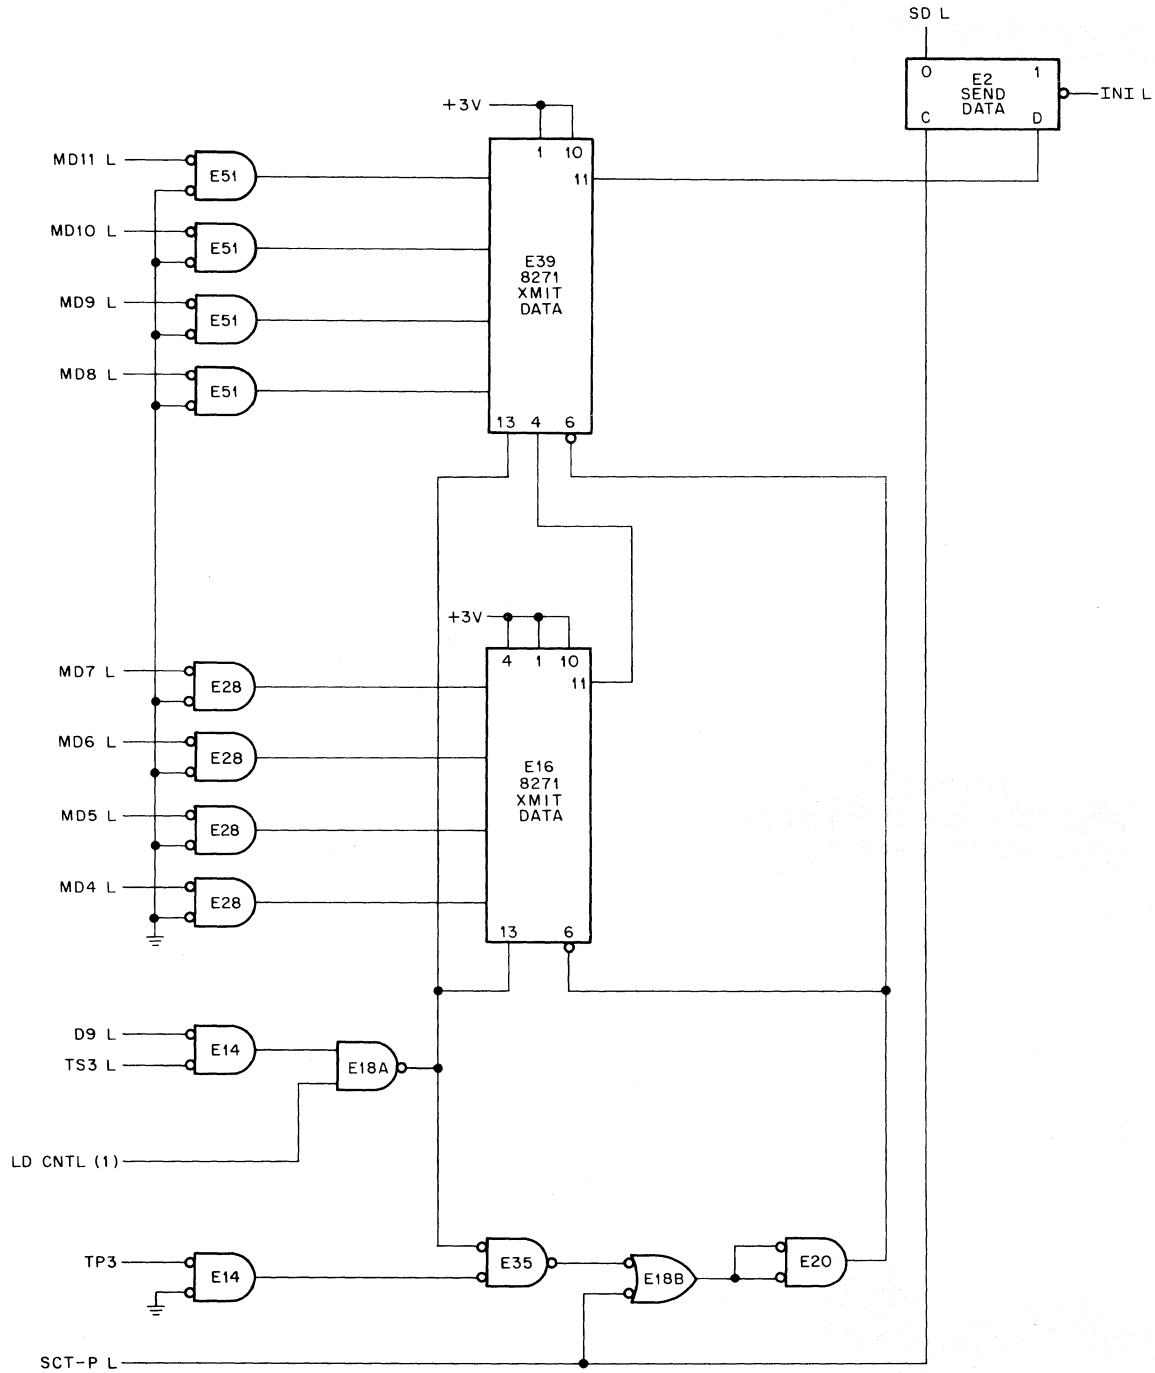 SD L
0 1
E2
SEND
DATA
C D
INI L
+3V
1 10
11
MD11 L
E51
MD10 L
E51
MD9 L
E51
MD8 L
E51
E39
8271
XMIT
DATA
13 4 6
+3V
4 1 10
11
MD7 L
E28
MD6 L
E28
MD5 L
E28
MD4 L
E28
E16
8271
XMIT
DATA
13 6
D9 L
TS3 L
E14
E18A
LD CNTL (1)
TP3
E14
E35
E18B
E20
SCT-P L